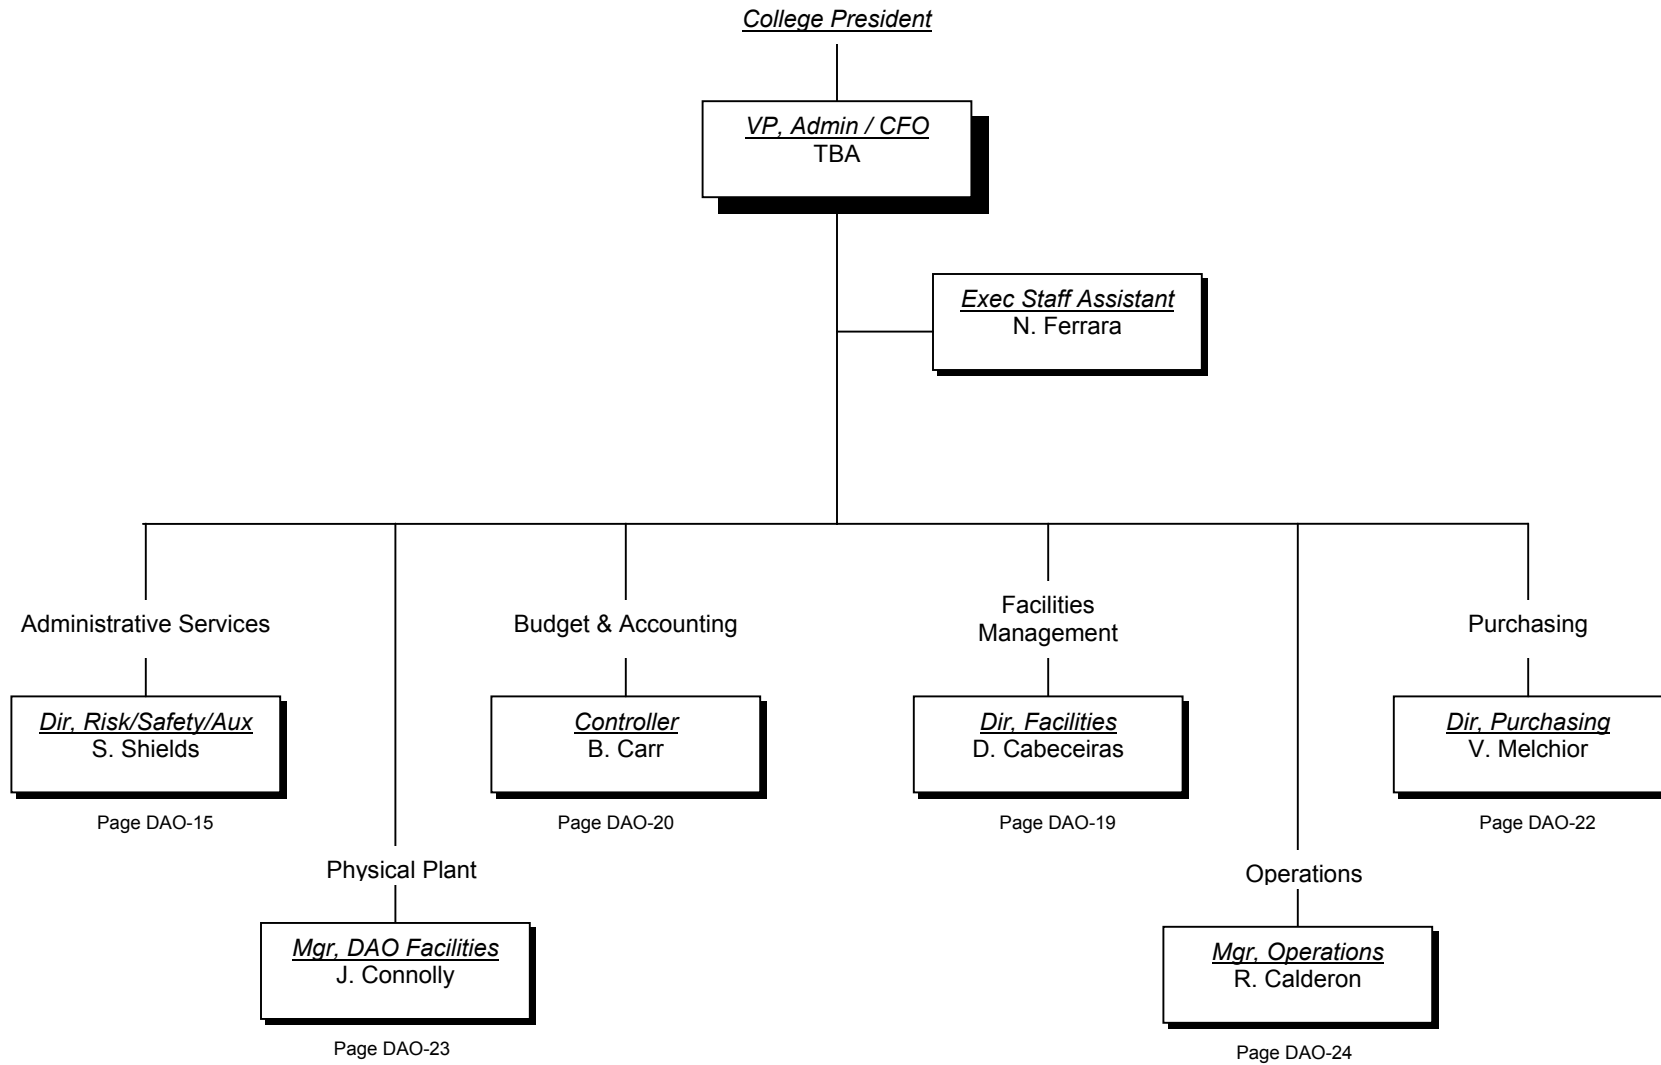 College President
VP, Admin / CFO
TBA
Exec Staff Assistant
N. Ferrara
Administrative Services
Dir, Risk/Safety/Aux
S. Shields
Page DAO-15
Physical Plant
Mgr, DAO Facilities
J. Connolly
Page DAO-23
Budget & Accounting
Controller
B. Carr
Page DAO-20
Facilities
Management
Dir, Facilities
D. Cabeceiras
Page DAO-19
Operations
Mgr, Operations
R. Calderon
Page DAO-24
Purchasing
Dir, Purchasing
V. Melchior
Page DAO-22